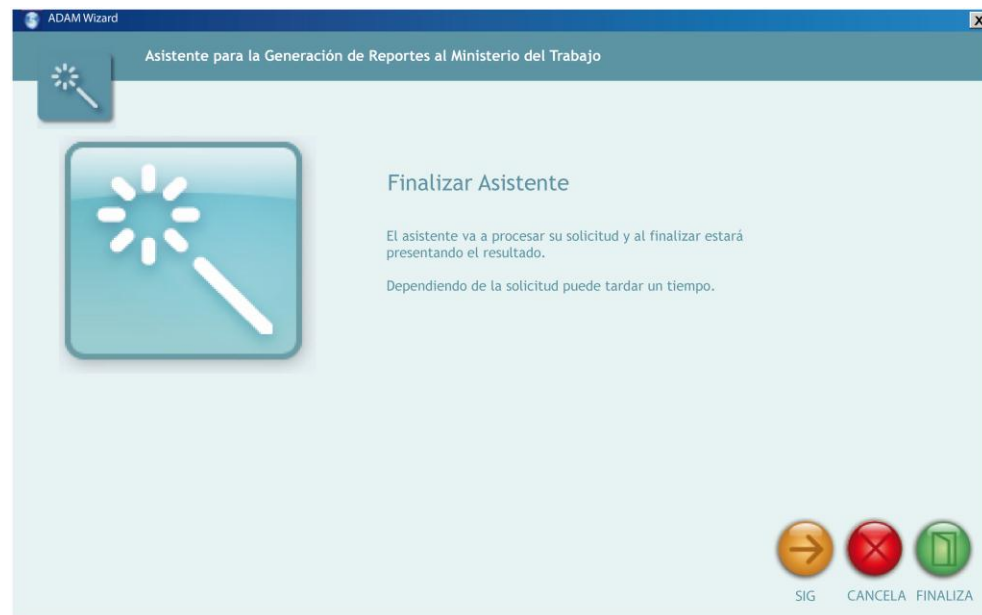 ADAM Wizard
X
Asistente para la Generación de Reportes al Ministerio del Trabajo
Finalizar Asistente
El asistente va a procesar su solicitud y al finalizar estará
presentando el resultado.
Dependiendo de la solicitud puede tardar un tiempo.
SIG CANCELA FINALIZA